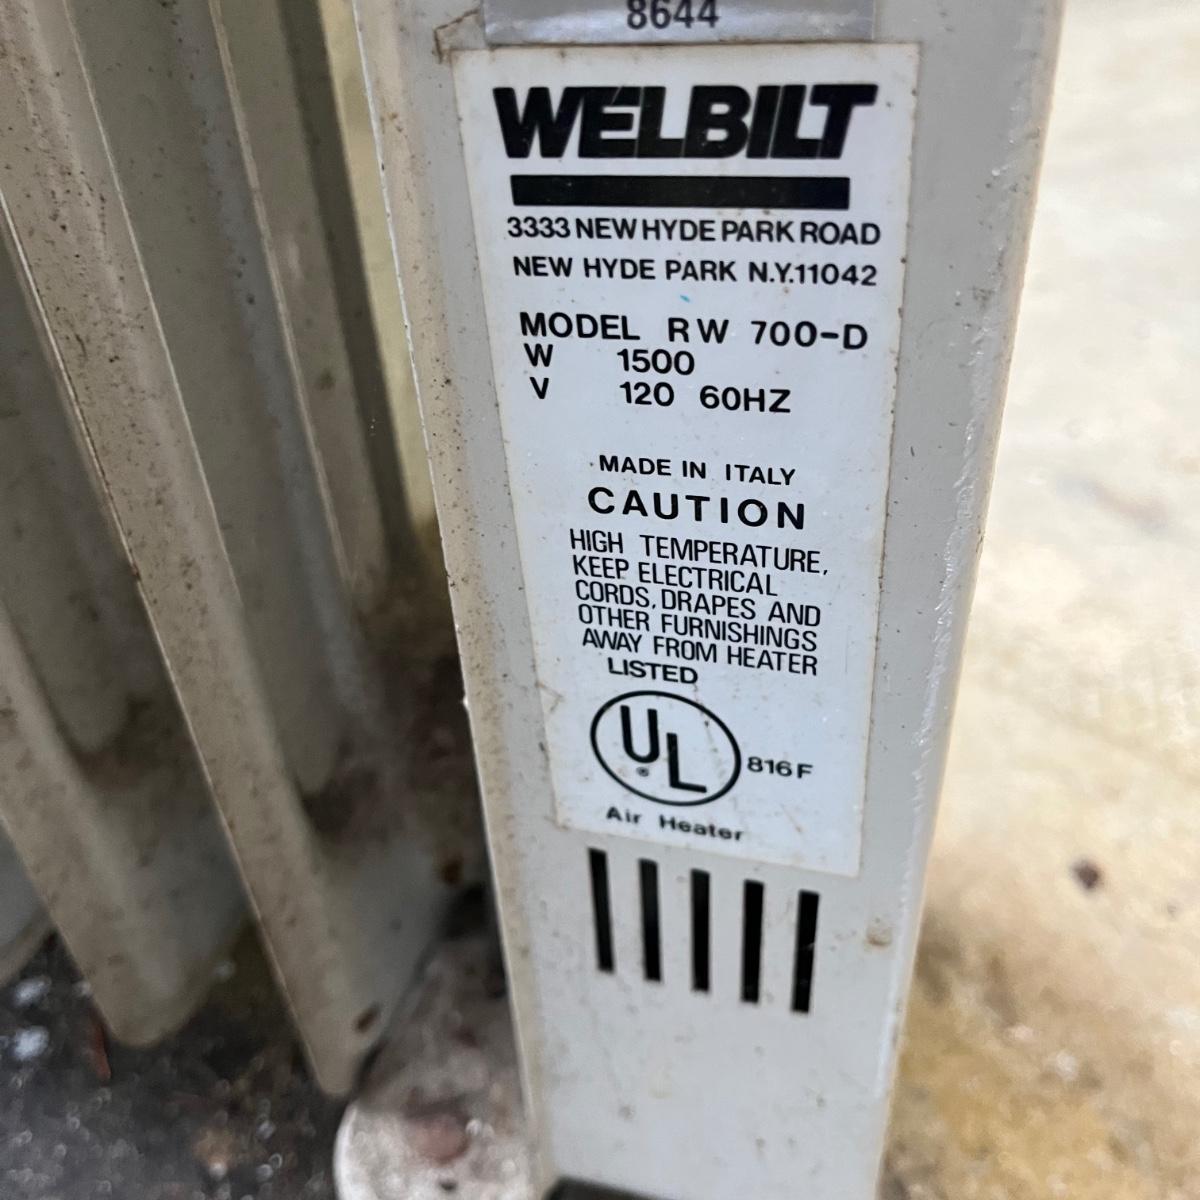 8644
WELBILT
3333 NEW HYDE PARK ROAD
NEW HYDE PARK N.Y.11042
MODEL RW 700-D
W 1500
V 120 60HZ
MADE IN ITALY
CAUTION
HIGH TEMPERATURE,
KEEP ELECTRICAL
CORDS, DRAPES AND
OTHER FURNISHINGS
AWAY FROM HEATER
LISTED
UL
®
816F
Air Heater